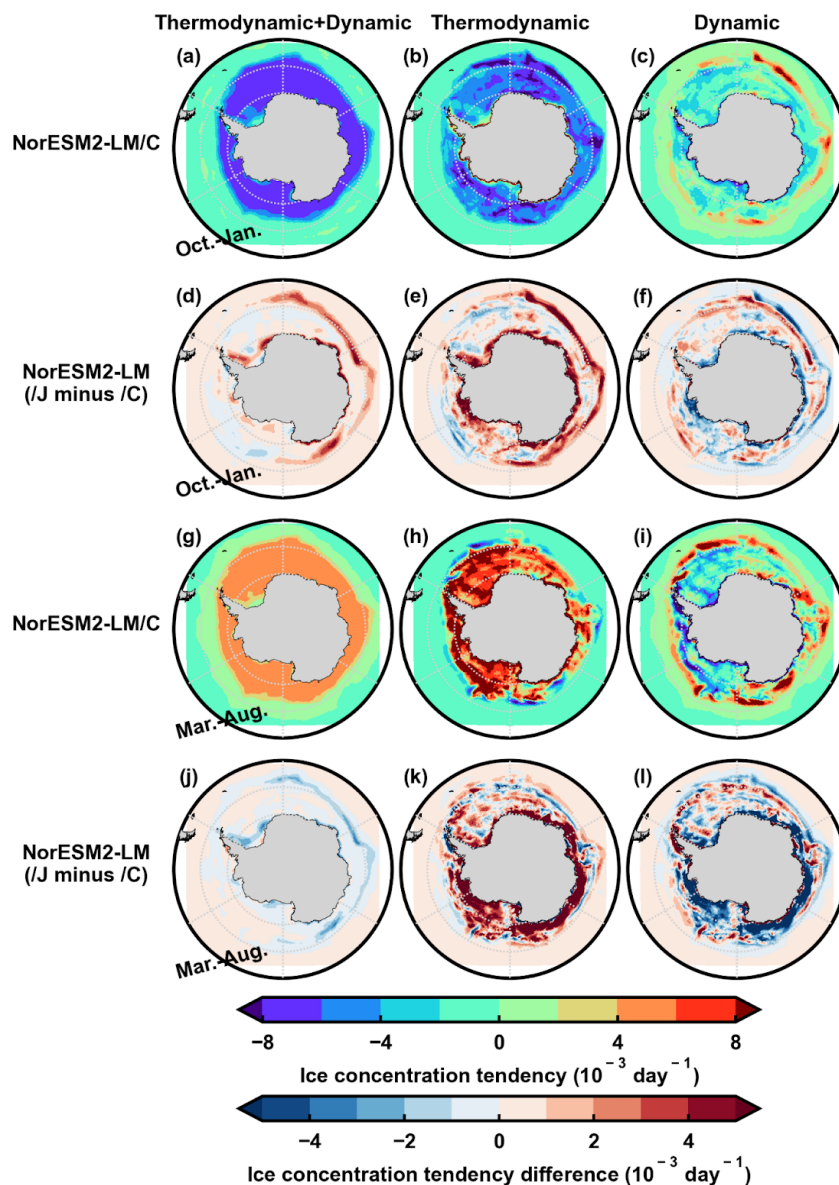 Thermodynamic+Dynamic Thermodynamic Dynamic
(a) (b) (c)
NorESM2-LM/C
Oct.-Jan.
(d) (e) (f)
NorESM2-LM
(/J minus /C)
Oct.-Jan.
(g) (h) (i)
NorESM2-LM/C
Mar.-Aug.
(j) (k) (l)
NorESM2-LM
(/J minus /C)
Mar.-Aug.
−8 −4 0 4 8
Ice concentration tendency (10⁻³ day⁻¹)
−4 −2 0 2 4
Ice concentration tendency difference (10⁻³ day⁻¹)